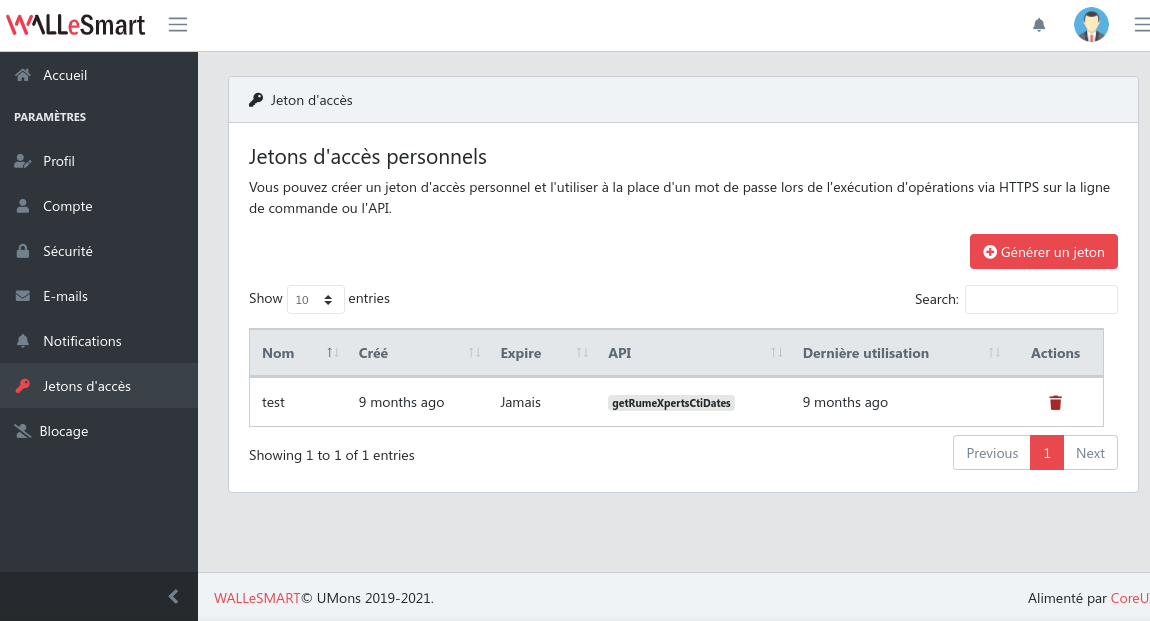 WALLeSmart
Accueil
PARAMÈTRES
Profil
Compte
Sécurité
E-mails
Notifications
Jetons d'accès
Blocage
Jeton d'accès
Jetons d'accès personnels
Vous pouvez créer un jeton d'accès personnel et l'utiliser à la place d'un mot de passe lors de l'exécution d'opérations via HTTPS sur la ligne
de commande ou l'API.
Générer un jeton
Show 10 entries Search:
Nom Créé Expire API Dernière utilisation Actions
test 9 months ago Jamais getRumeXpertsCtiDates 9 months ago
Showing 1 to 1 of 1 entries Previous 1 Next
WALLeSMART© UMons 2019-2021. Alimenté par CoreU